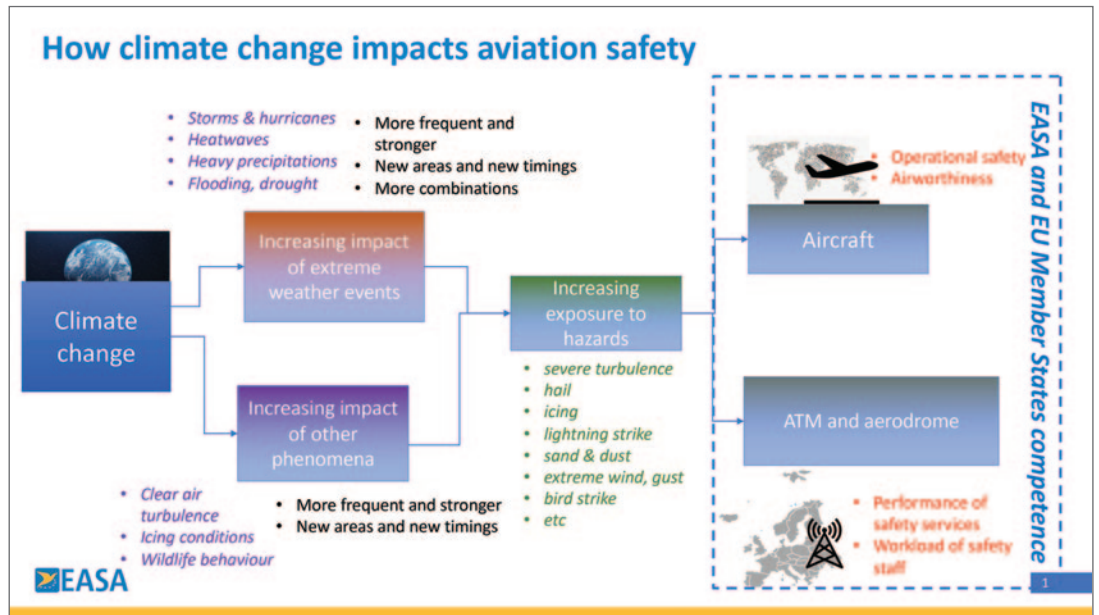 How climate change impacts aviation safety
• Storms & hurricanes
• Heatwaves
• Heavy precipitations
• Flooding, drought
• More frequent and
stronger
• New areas and new timings
• More combinations
Climate
change
Increasing impact
of extreme
weather events
Increasing impact
of other
phenomena
• Clear air
turbulence
• Icing conditions
• Wildlife behaviour
• More frequent and stronger
• New areas and new timings
Increasing
exposure to
hazards
• severe turbulence
• hail
• icing
• lightning strike
• sand & dust
• extreme wind, gust
• bird strike
• etc
• Operational safety
• Airworthiness
Aircraft
ATM and aerodrome
• Performance of
safety services
• Workload of safety
staff
EASA and EU Member States competence
EASA
1